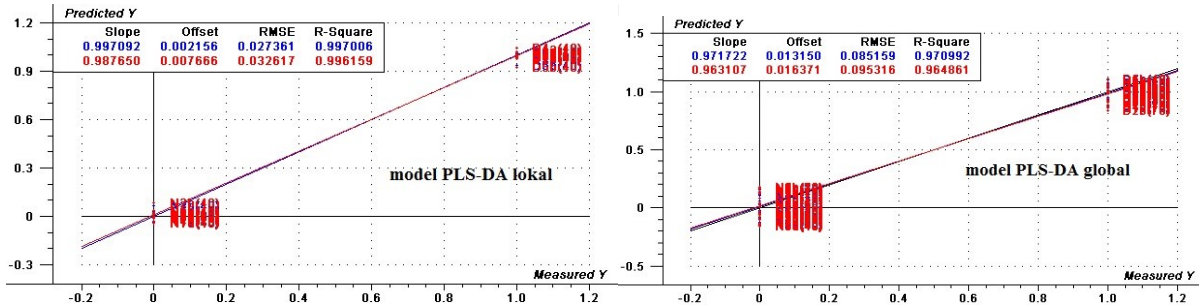 Predicted Y
1.2
0.9
0.6
0.3
0
-0.3
Slope Offset RMSE R-Square
0.997092 0.002156 0.027361 0.997006
0.987650 0.007666 0.032617 0.996159
model PLS-DA lokal
-0.2 0 0.2 0.4 0.6 0.8 1.0 1.2
Measured Y
Predicted Y
1.5
1.0
0.5
0
-0.5
Slope Offset RMSE R-Square
0.971722 0.013150 0.085159 0.970992
0.963107 0.016371 0.095316 0.964861
model PLS-DA global
-0.2 0 0.2 0.4 0.6 0.8 1.0 1.2
Measured Y